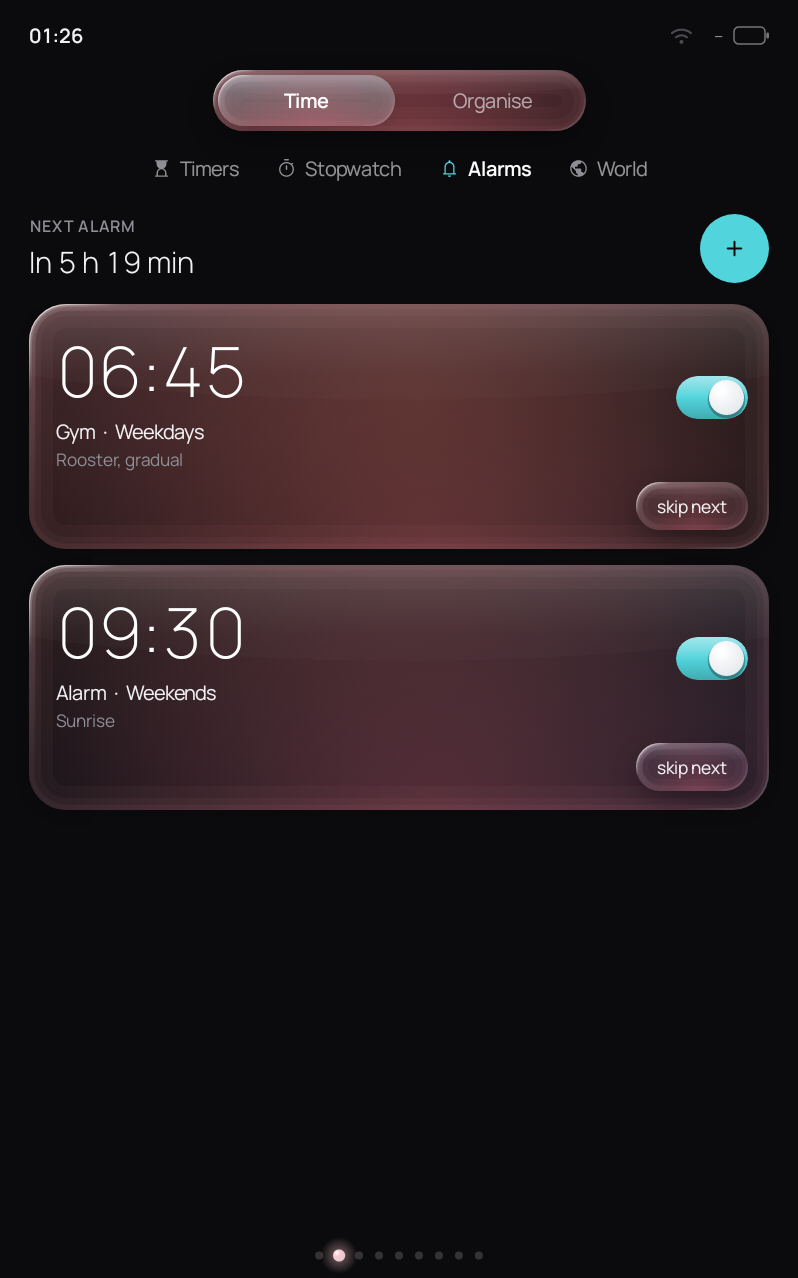 01:26
–
Time Organise
Timers Stopwatch Alarms World
NEXT ALARM
In 5 h 19 min
+
06:45
Gym · Weekdays
Rooster, gradual
skip next
09:30
Alarm · Weekends
Sunrise
skip next